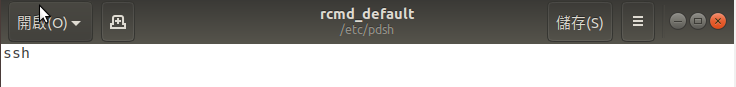 開啟(O)
rcmd_default
/etc/pdsh
儲存(S)
ssh